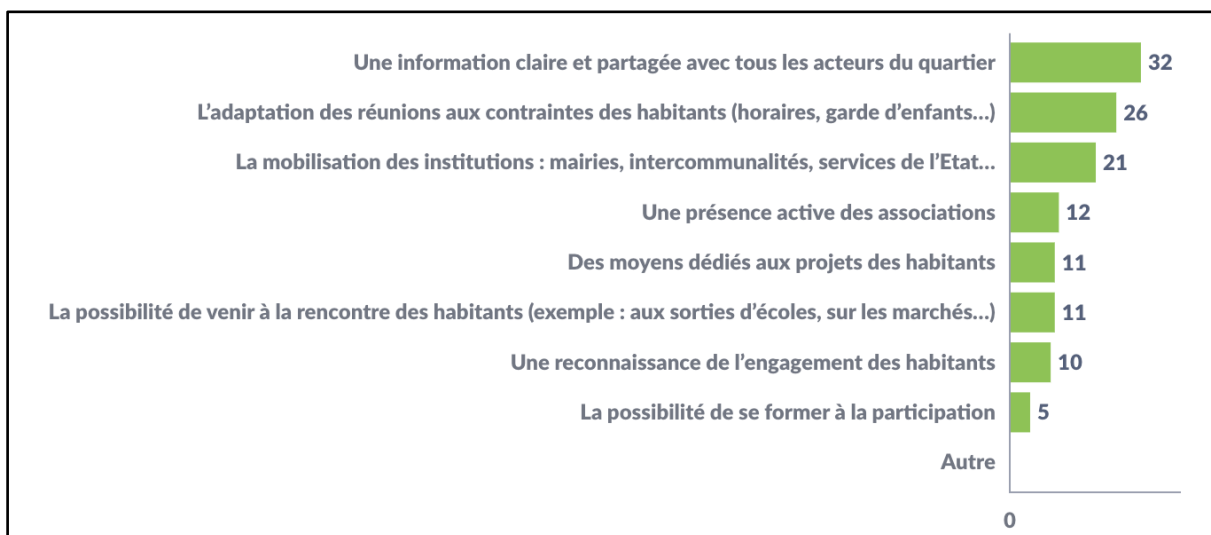 Une information claire et partagée avec tous les acteurs du quartier 32
L’adaptation des réunions aux contraintes des habitants (horaires, garde d’enfants...) 26
La mobilisation des institutions : mairies, intercommunalités, services de l’Etat... 21
Une présence active des associations 12
Des moyens dédiés aux projets des habitants 11
La possibilité de venir à la rencontre des habitants (exemple : aux sorties d’écoles, sur les marchés...) 11
Une reconnaissance de l’engagement des habitants 10
La possibilité de se former à la participation 5
Autre
0